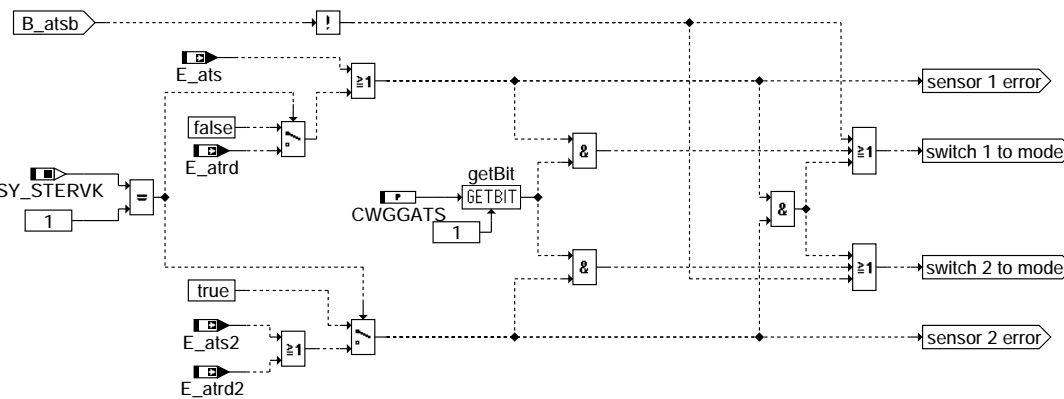 B_atsb
!
E_ats
≧1
sensor 1 error
false
E_atrd
&
≧1
switch 1 to mode
SY_STERVK
=
getBit
GETBIT
P
CWGGATS
1
1
&
&
≧1
switch 2 to mode
true
E_ats2
≧1
sensor 2 error
E_atrd2